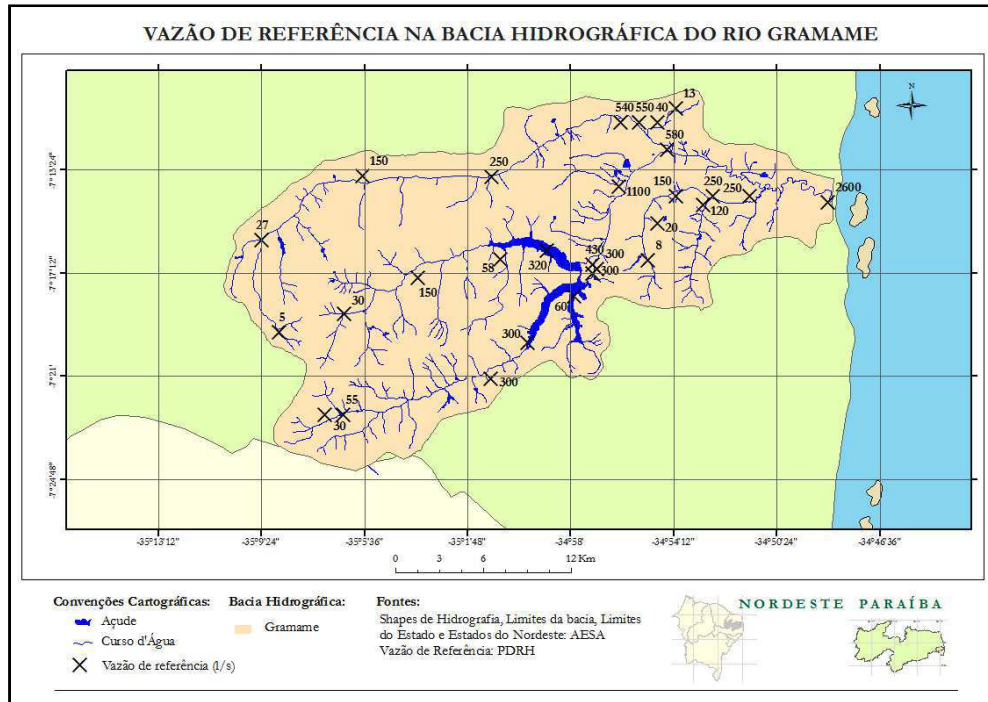 VAZÃO DE REFERÊNCIA NA BACIA HIDROGRÁFICA DO RIO GRAMAME
N
13
540 550 40
580
-7°13'24"
150
250
1100
150
250
250
2600
120
20
27
58
320
430
300
8
-7°17'12"
150
300
30
60
5
300
-7°21'
300
55
30
-7°24'48"
-35°13'12"
-35°9'24"
-35°5'36"
-35°1'48"
-34°58'
-34°54'12"
-34°50'24"
-34°46'36"
0 3 6 12 Km
Convenções Cartográficas:
Açude
Curso d'Água
Vazão de referência (l/s)
Bacia Hidrográfica:
Gramame
Fontes:
Shapes de Hidrografia, Limites da bacia, Limites
do Estado e Estados do Nordeste: AESA
Vazão de Referência: PDRH
NORDESTE PARAÍBA